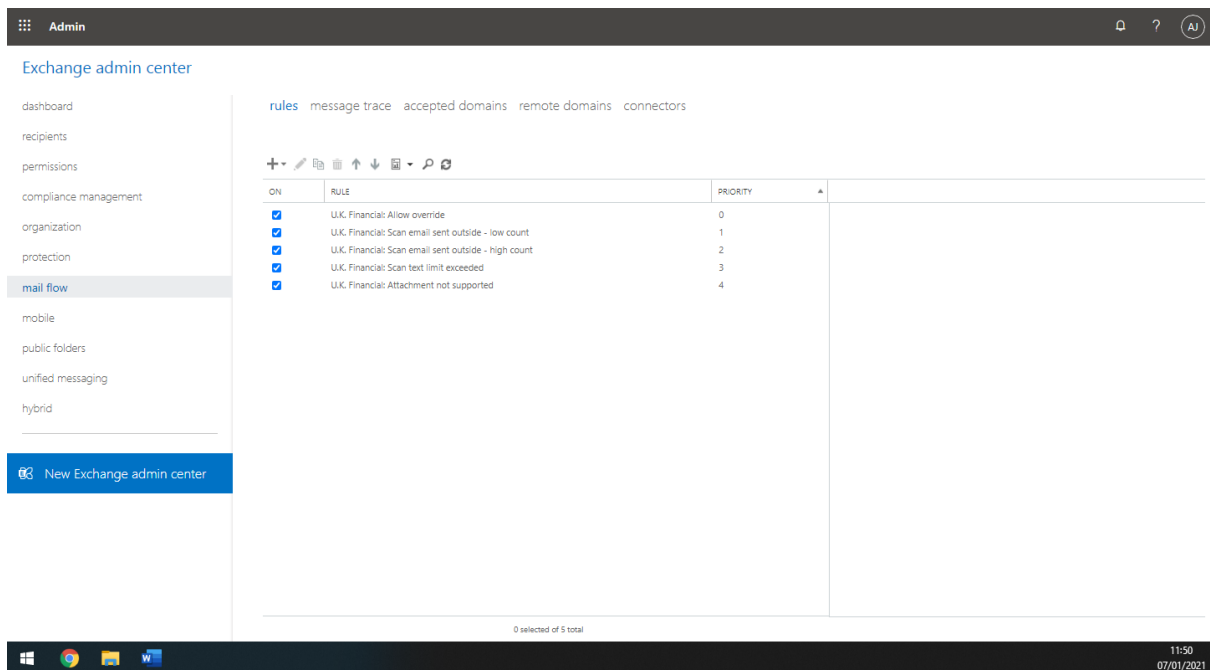 Admin
?
AJ
Exchange admin center
dashboard
recipients
permissions
compliance management
organization
protection
mail flow
mobile
public folders
unified messaging
hybrid
New Exchange admin center
rules message trace accepted domains remote domains connectors
ON RULE PRIORITY
U.K. Financial: Allow override 0
U.K. Financial: Scan email sent outside - low count 1
U.K. Financial: Scan email sent outside - high count 2
U.K. Financial: Scan text limit exceeded 3
U.K. Financial: Attachment not supported 4
0 selected of 5 total
W
11:50
07/01/2021